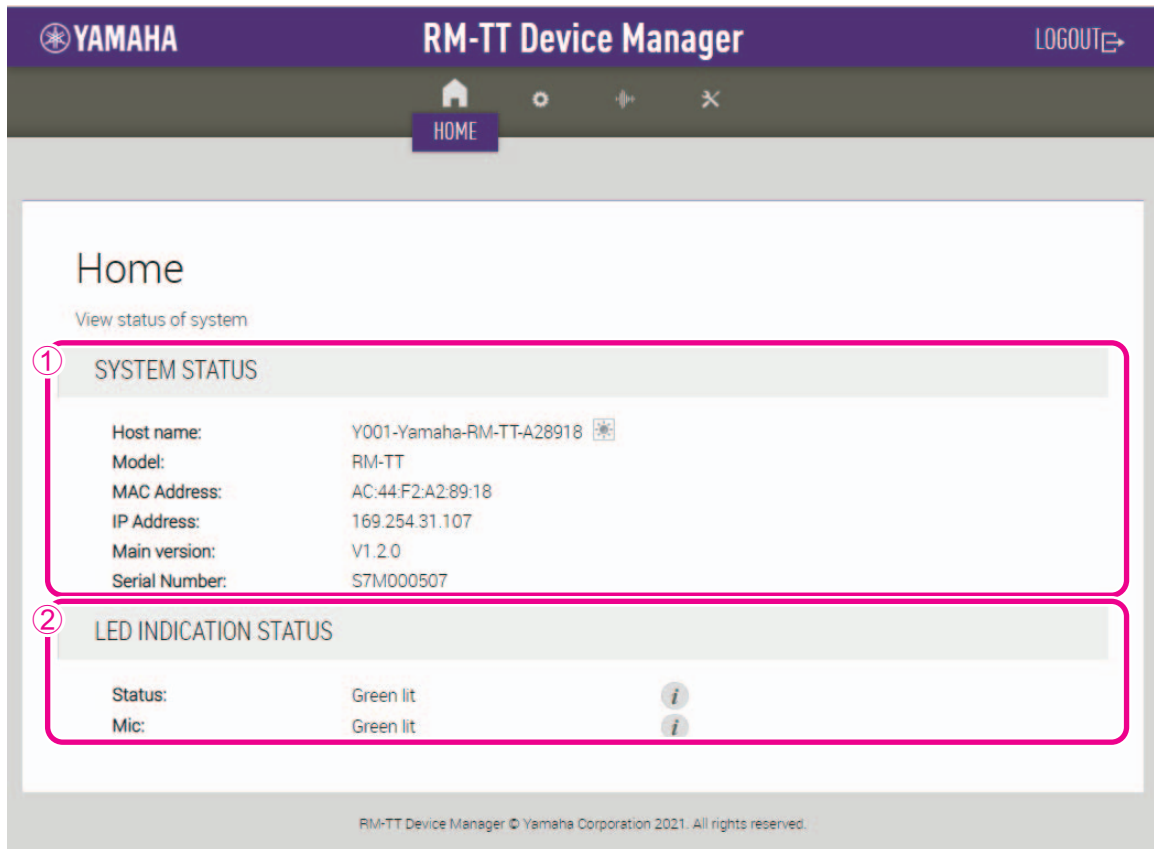 YAMAHA RM-TT Device Manager LOGOUT
HOME
Home
View status of system
① SYSTEM STATUS
Host name: Y001-Yamaha-RM-TT-A28918
Model: RM-TT
MAC Address: AC:44:F2:A2:89:18
IP Address: 169.254.31.107
Main version: V1.2.0
Serial Number: S7M000507
② LED INDICATION STATUS
Status: Green lit i
Mic: Green lit i
RM-TT Device Manager © Yamaha Corporation 2021. All rights reserved.